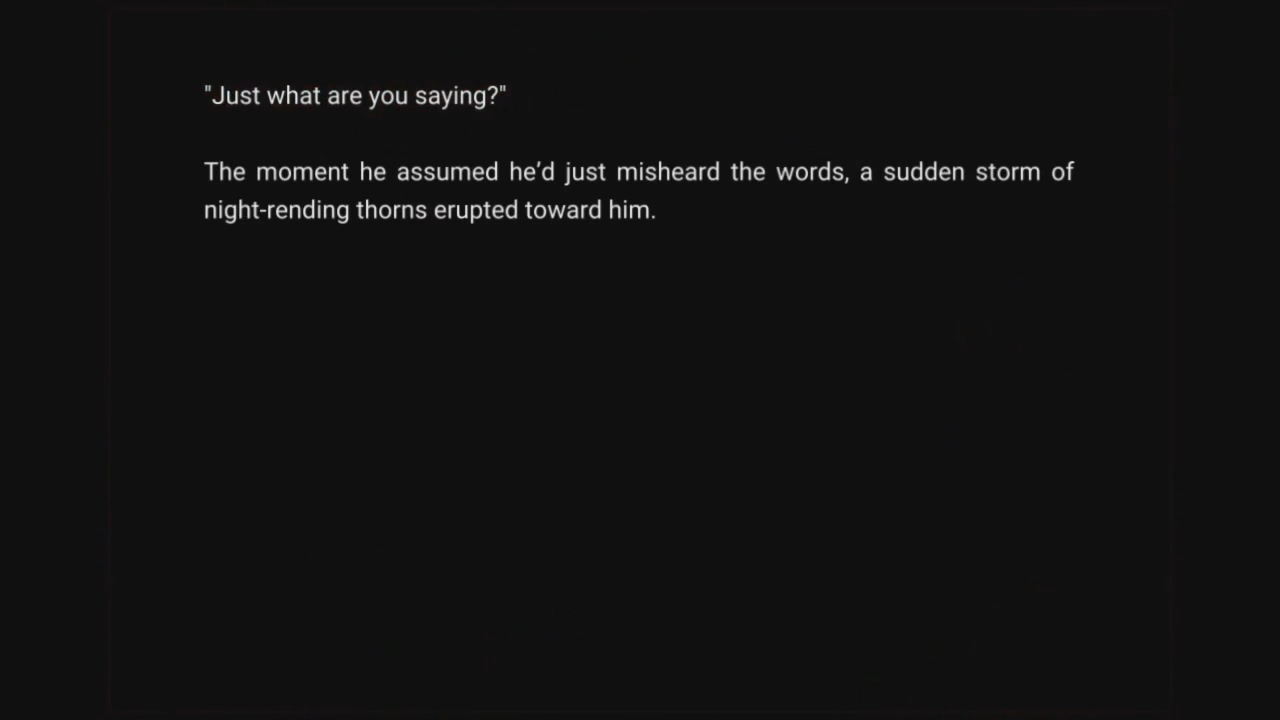 "Just what are you saying?"
The moment he assumed he’d just misheard the words, a sudden storm of
night-rending thorns erupted toward him.